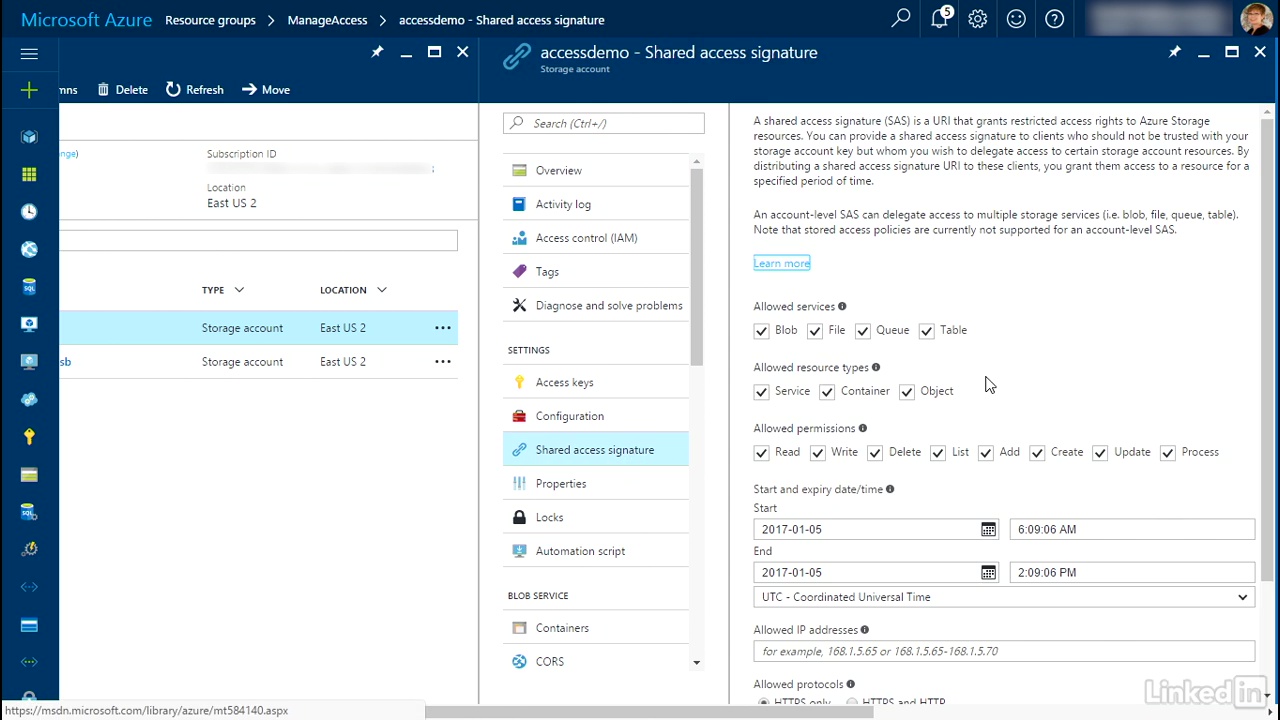 Microsoft Azure Resource groups > ManageAccess > accessdemo - Shared access signature
5
accessdemo - Shared access signature
Storage account
mns Delete Refresh Move
nge)
Subscription ID
Location
East US 2
TYPE LOCATION
Storage account East US 2 •••
sb Storage account East US 2 •••
Search (Ctrl+/)
Overview
Activity log
Access control (IAM)
Tags
Diagnose and solve problems
SETTINGS
Access keys
Configuration
Shared access signature
Properties
Locks
Automation script
BLOB SERVICE
Containers
CORS
A shared access signature (SAS) is a URI that grants restricted access rights to Azure Storage
resources. You can provide a shared access signature to clients who should not be trusted with your
storage account key but whom you wish to delegate access to certain storage account resources. By
distributing a shared access signature URI to these clients, you grant them access to a resource for a
specified period of time.
An account-level SAS can delegate access to multiple storage services (i.e. blob, file, queue, table).
Note that stored access policies are currently not supported for an account-level SAS.
Learn more
Allowed services
Blob File Queue Table
Allowed resource types
Service Container Object
Allowed permissions
Read Write Delete List Add Create Update Process
Start and expiry date/time
Start
2017-01-05 6:09:06 AM
End
2017-01-05 2:09:06 PM
UTC - Coordinated Universal Time
Allowed IP addresses
for example, 168.1.5.65 or 168.1.5.65-168.1.5.70
Allowed protocols
HTTPS only HTTPS and HTTP
https://msdn.microsoft.com/library/azure/mt584140.aspx
LinkedIn